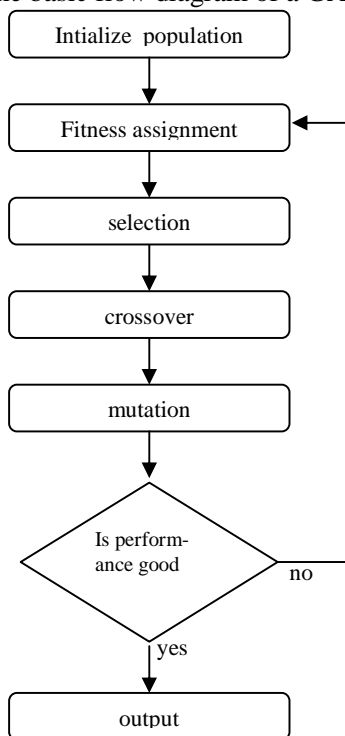 he basic flow diagram of a GA
Intialize population
Fitness assignment
selection
crossover
mutation
Is perform-
ance good
no
yes
output